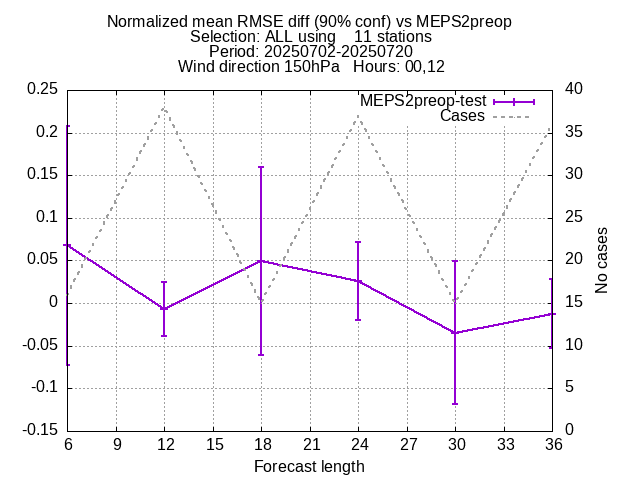 Normalized mean RMSE diff (90% conf) vs MEPS2preop
Selection: ALL using    11 stations
Period: 20250702-20250720
Wind direction 150hPa   Hours: 00,12
MEPS2preop-test
Cases
0.25
0.2
0.15
0.1
0.05
0
-0.05
-0.1
-0.15
40
35
30
25
20
15
10
5
0
No cases
6 9 12 15 18 21 24 27 30 33 36
Forecast length